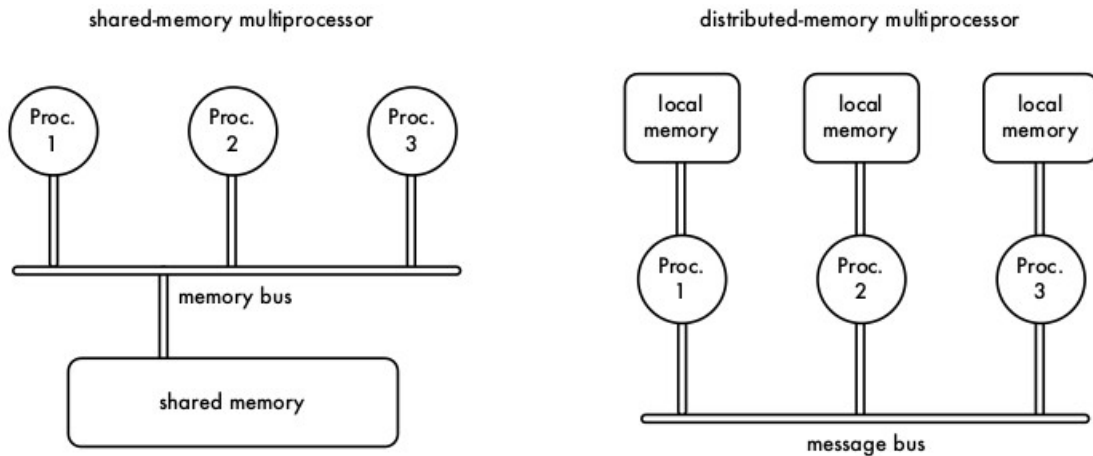 shared-memory multiprocessor
Proc.
1
Proc.
2
Proc.
3
memory bus
shared memory
distributed-memory multiprocessor
local
memory
local
memory
local
memory
Proc.
1
Proc.
2
Proc.
3
message bus